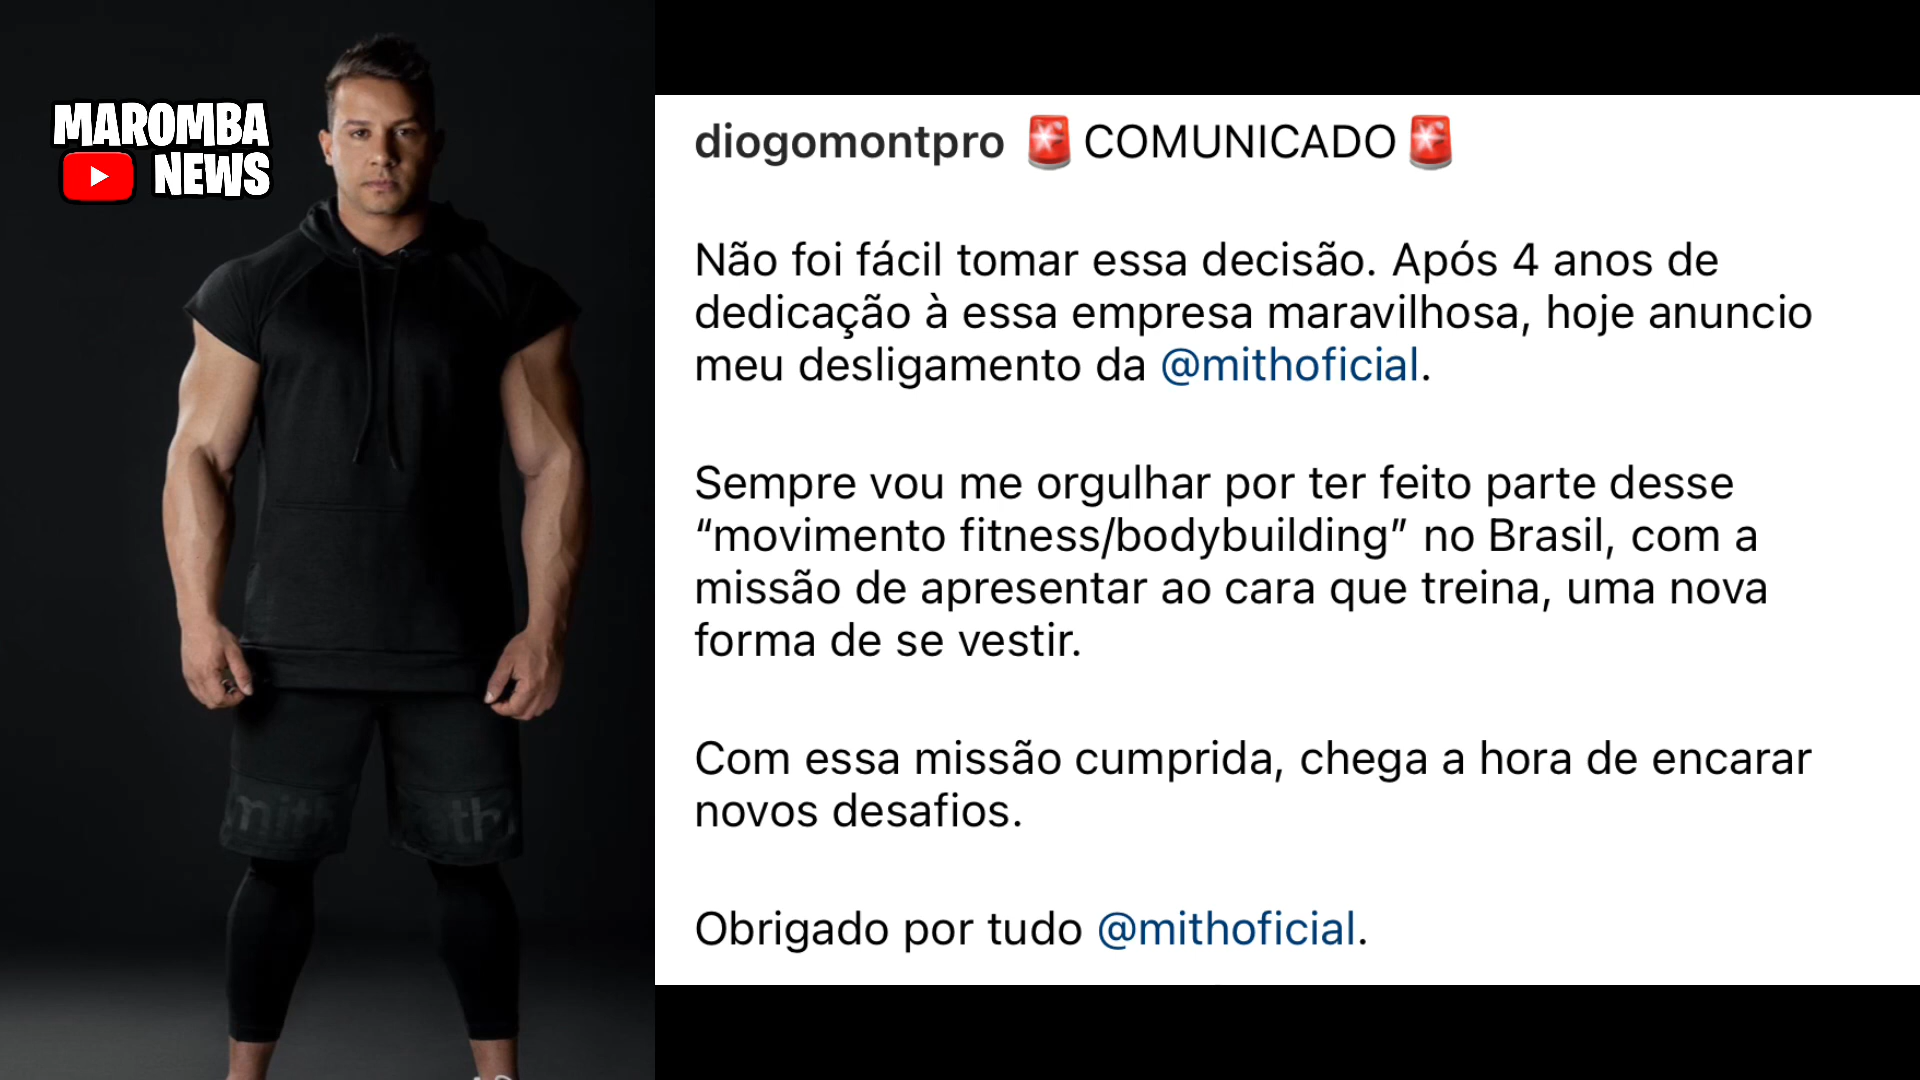 MAROMBA
NEWS
diogomontpro 🚨COMUNICADO🚨
Não foi fácil tomar essa decisão. Após 4 anos de
dedicação à essa empresa maravilhosa, hoje anuncio
meu desligamento da @mithoficial.
Sempre vou me orgulhar por ter feito parte desse
“movimento fitness/bodybuilding” no Brasil, com a
missão de apresentar ao cara que treina, uma nova
forma de se vestir.
Com essa missão cumprida, chega a hora de encarar
novos desafios.
Obrigado por tudo @mithoficial.
mith